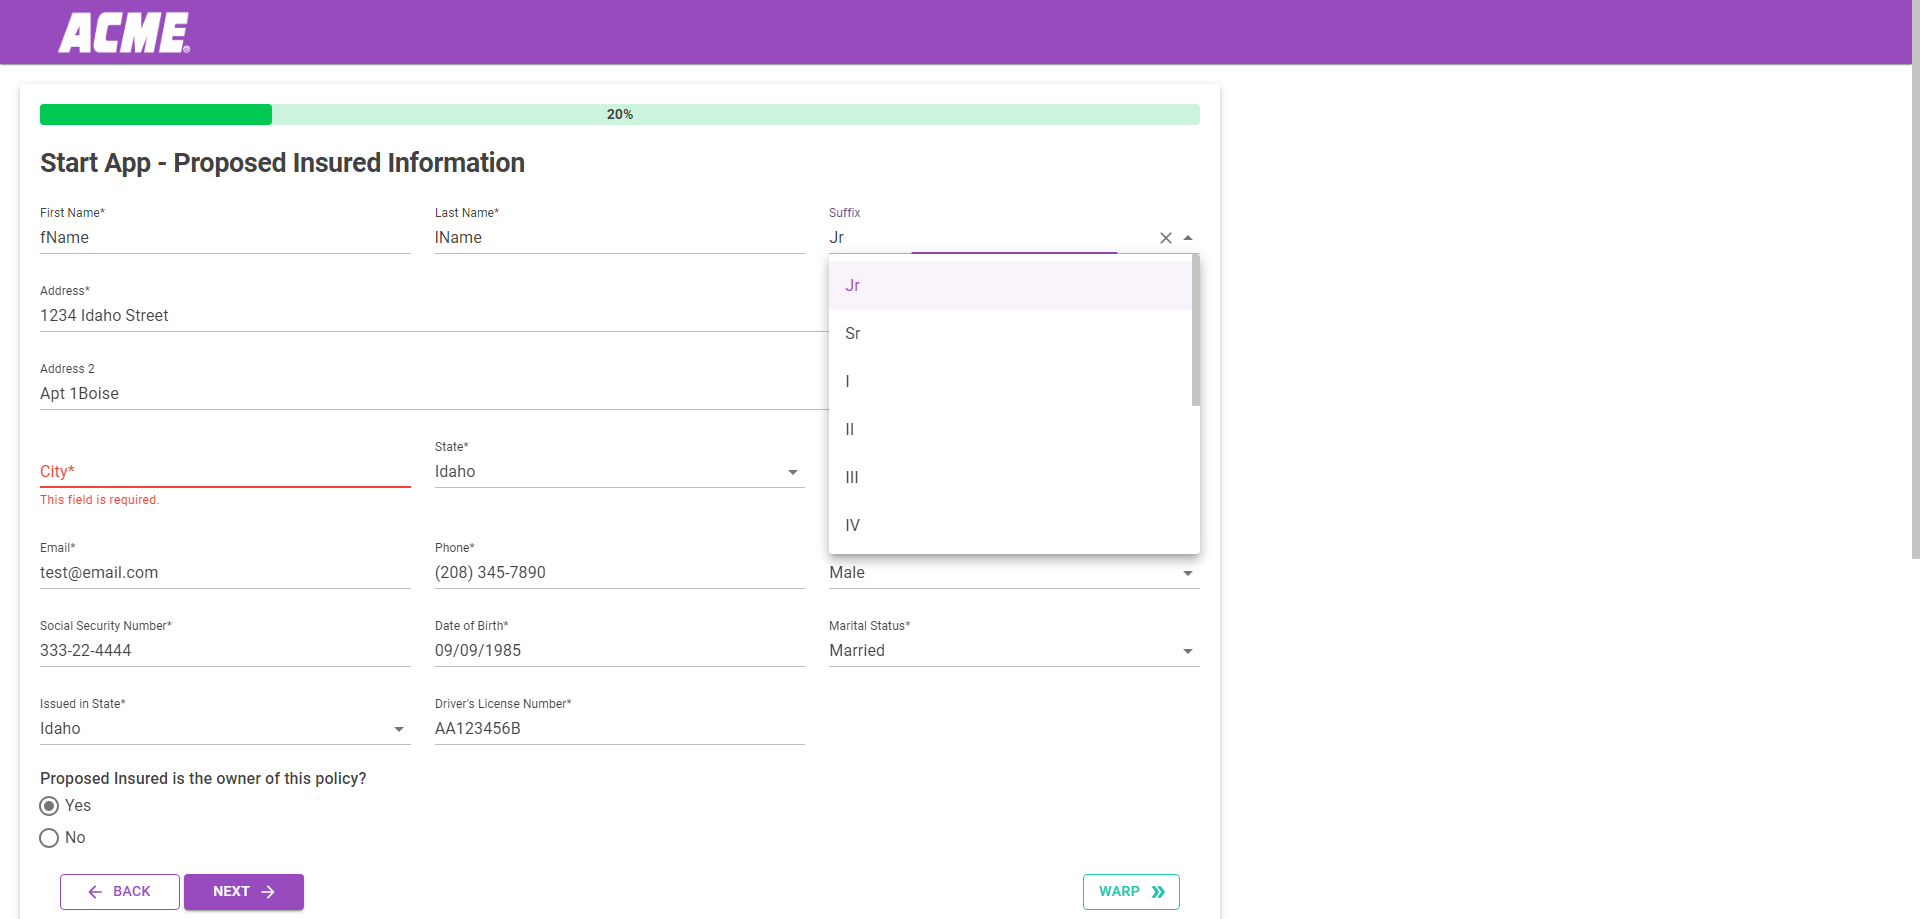 ACME
20%
Start App - Proposed Insured Information
First Name*
Last Name*
Suffix
fName
lName
Jr
Jr
Sr
I
II
III
IV
Address*
1234 Idaho Street
Address 2
Apt 1Boise
City*
This field is required.
State*
Idaho
Email*
Phone*
test@email.com
(208) 345-7890
Male
Social Security Number*
Date of Birth*
Marital Status*
333-22-4444
09/09/1985
Married
Issued in State*
Driver's License Number*
Idaho
AA123456B
Proposed Insured is the owner of this policy?
Yes
No
BACK
NEXT
WARP